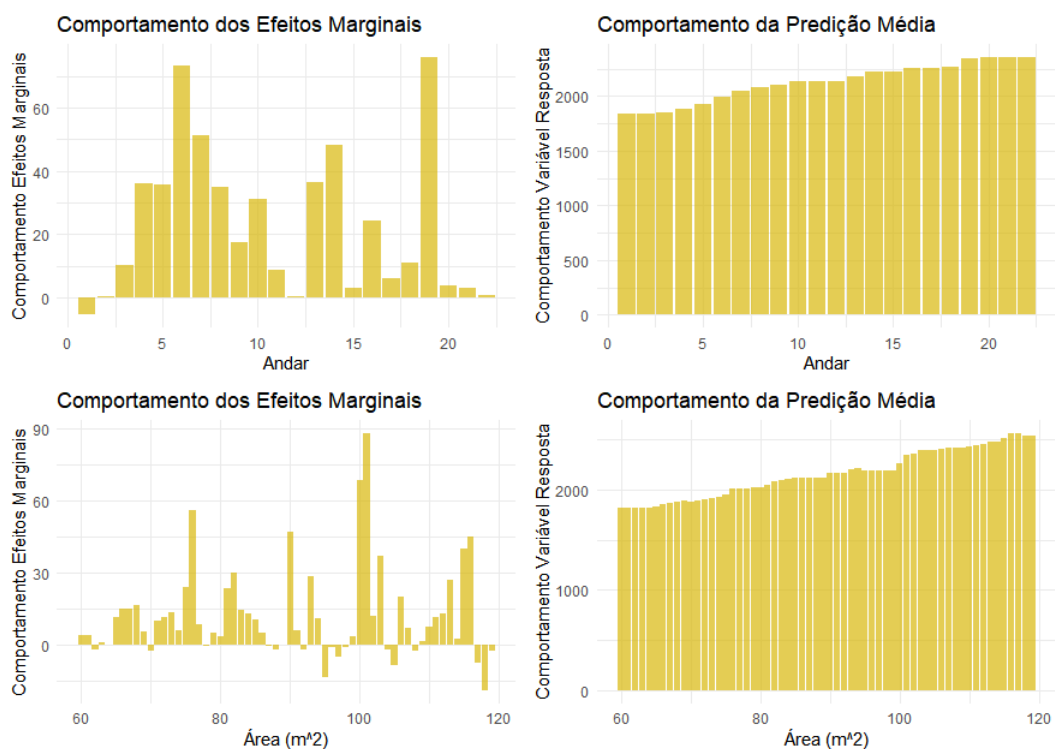 Comportamento dos Efeitos Marginais
Comportamento Efeitos Marginais
60
40
20
0
0 5 10 15 20
Andar
Comportamento da Predição Média
Comportamento Variável Resposta
2000
1500
1000
500
0
0 5 10 15 20
Andar
Comportamento dos Efeitos Marginais
Comportamento Efeitos Marginais
90
60
30
0
60 80 100 120
Área (m^2)
Comportamento da Predição Média
Comportamento Variável Resposta
2000
1000
0
60 80 100 120
Área (m^2)